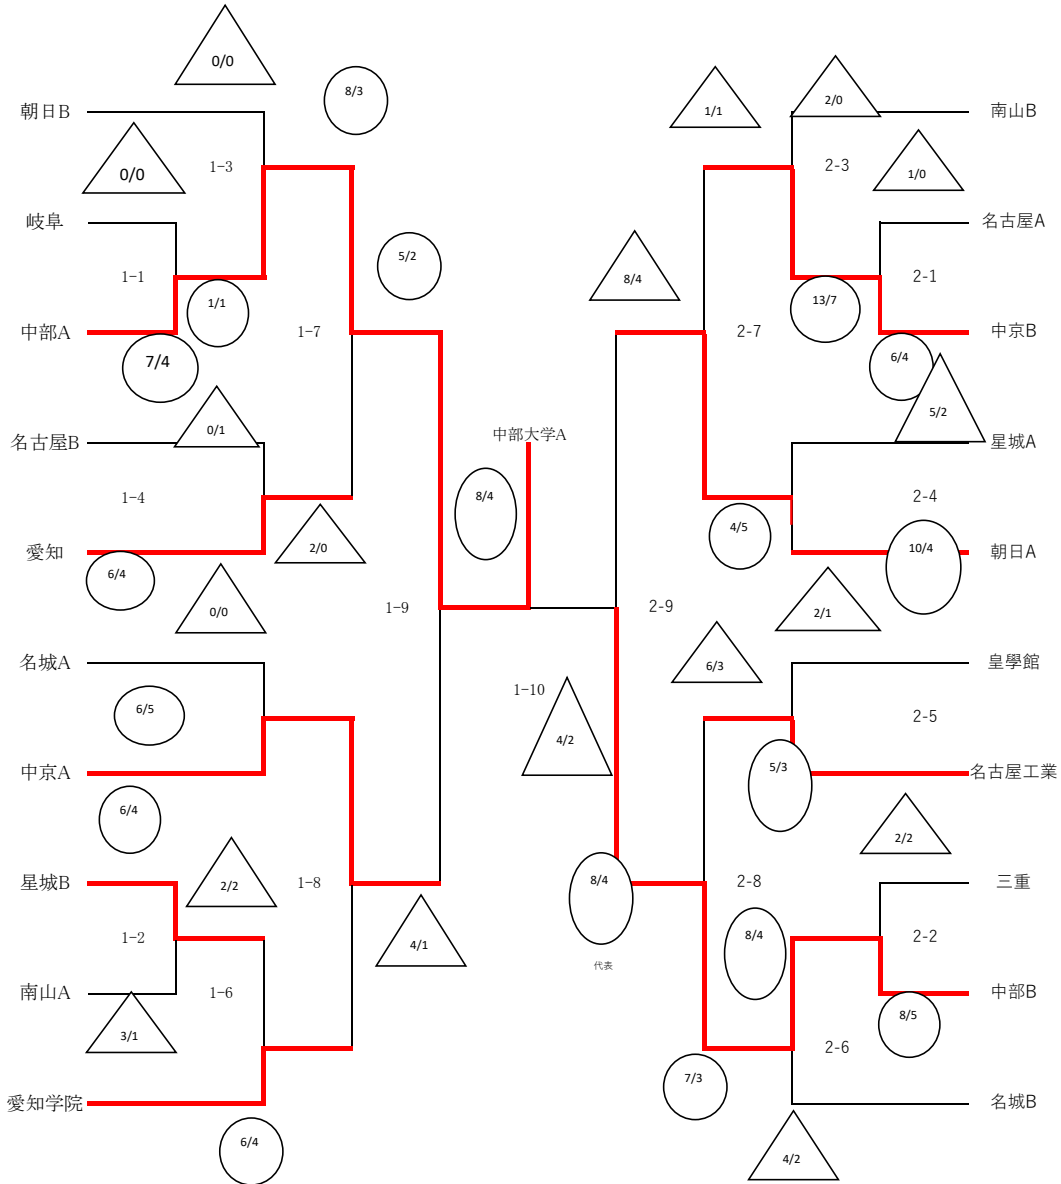 0/0
8/3
1/1
2/0
朝日B
南山B
0/0
1-3
2-3
1/0
岐阜
名古屋A
5/2
8/4
1-1
2-1
1/1
13/7
中部A
1-7
2-7
中京B
7/4
6/4
0/1
5/2
名古屋B
中部大学A
星城A
1-4
8/4
2-4
2/0
4/5
愛知
10/4
朝日A
6/4
0/0
1-9
2-9
2/1
名城A
6/3
皇學館
1-10
6/5
2-5
4/2
中京A
5/3
名古屋工業
6/4
2/2
星城B
2/2
1-8
8/4
2-8
三重
1-2
4/1
8/4
2-2
代表
南山A
1-6
中部B
3/1
8/5
2-6
7/3
愛知学院
名城B
6/4
4/2